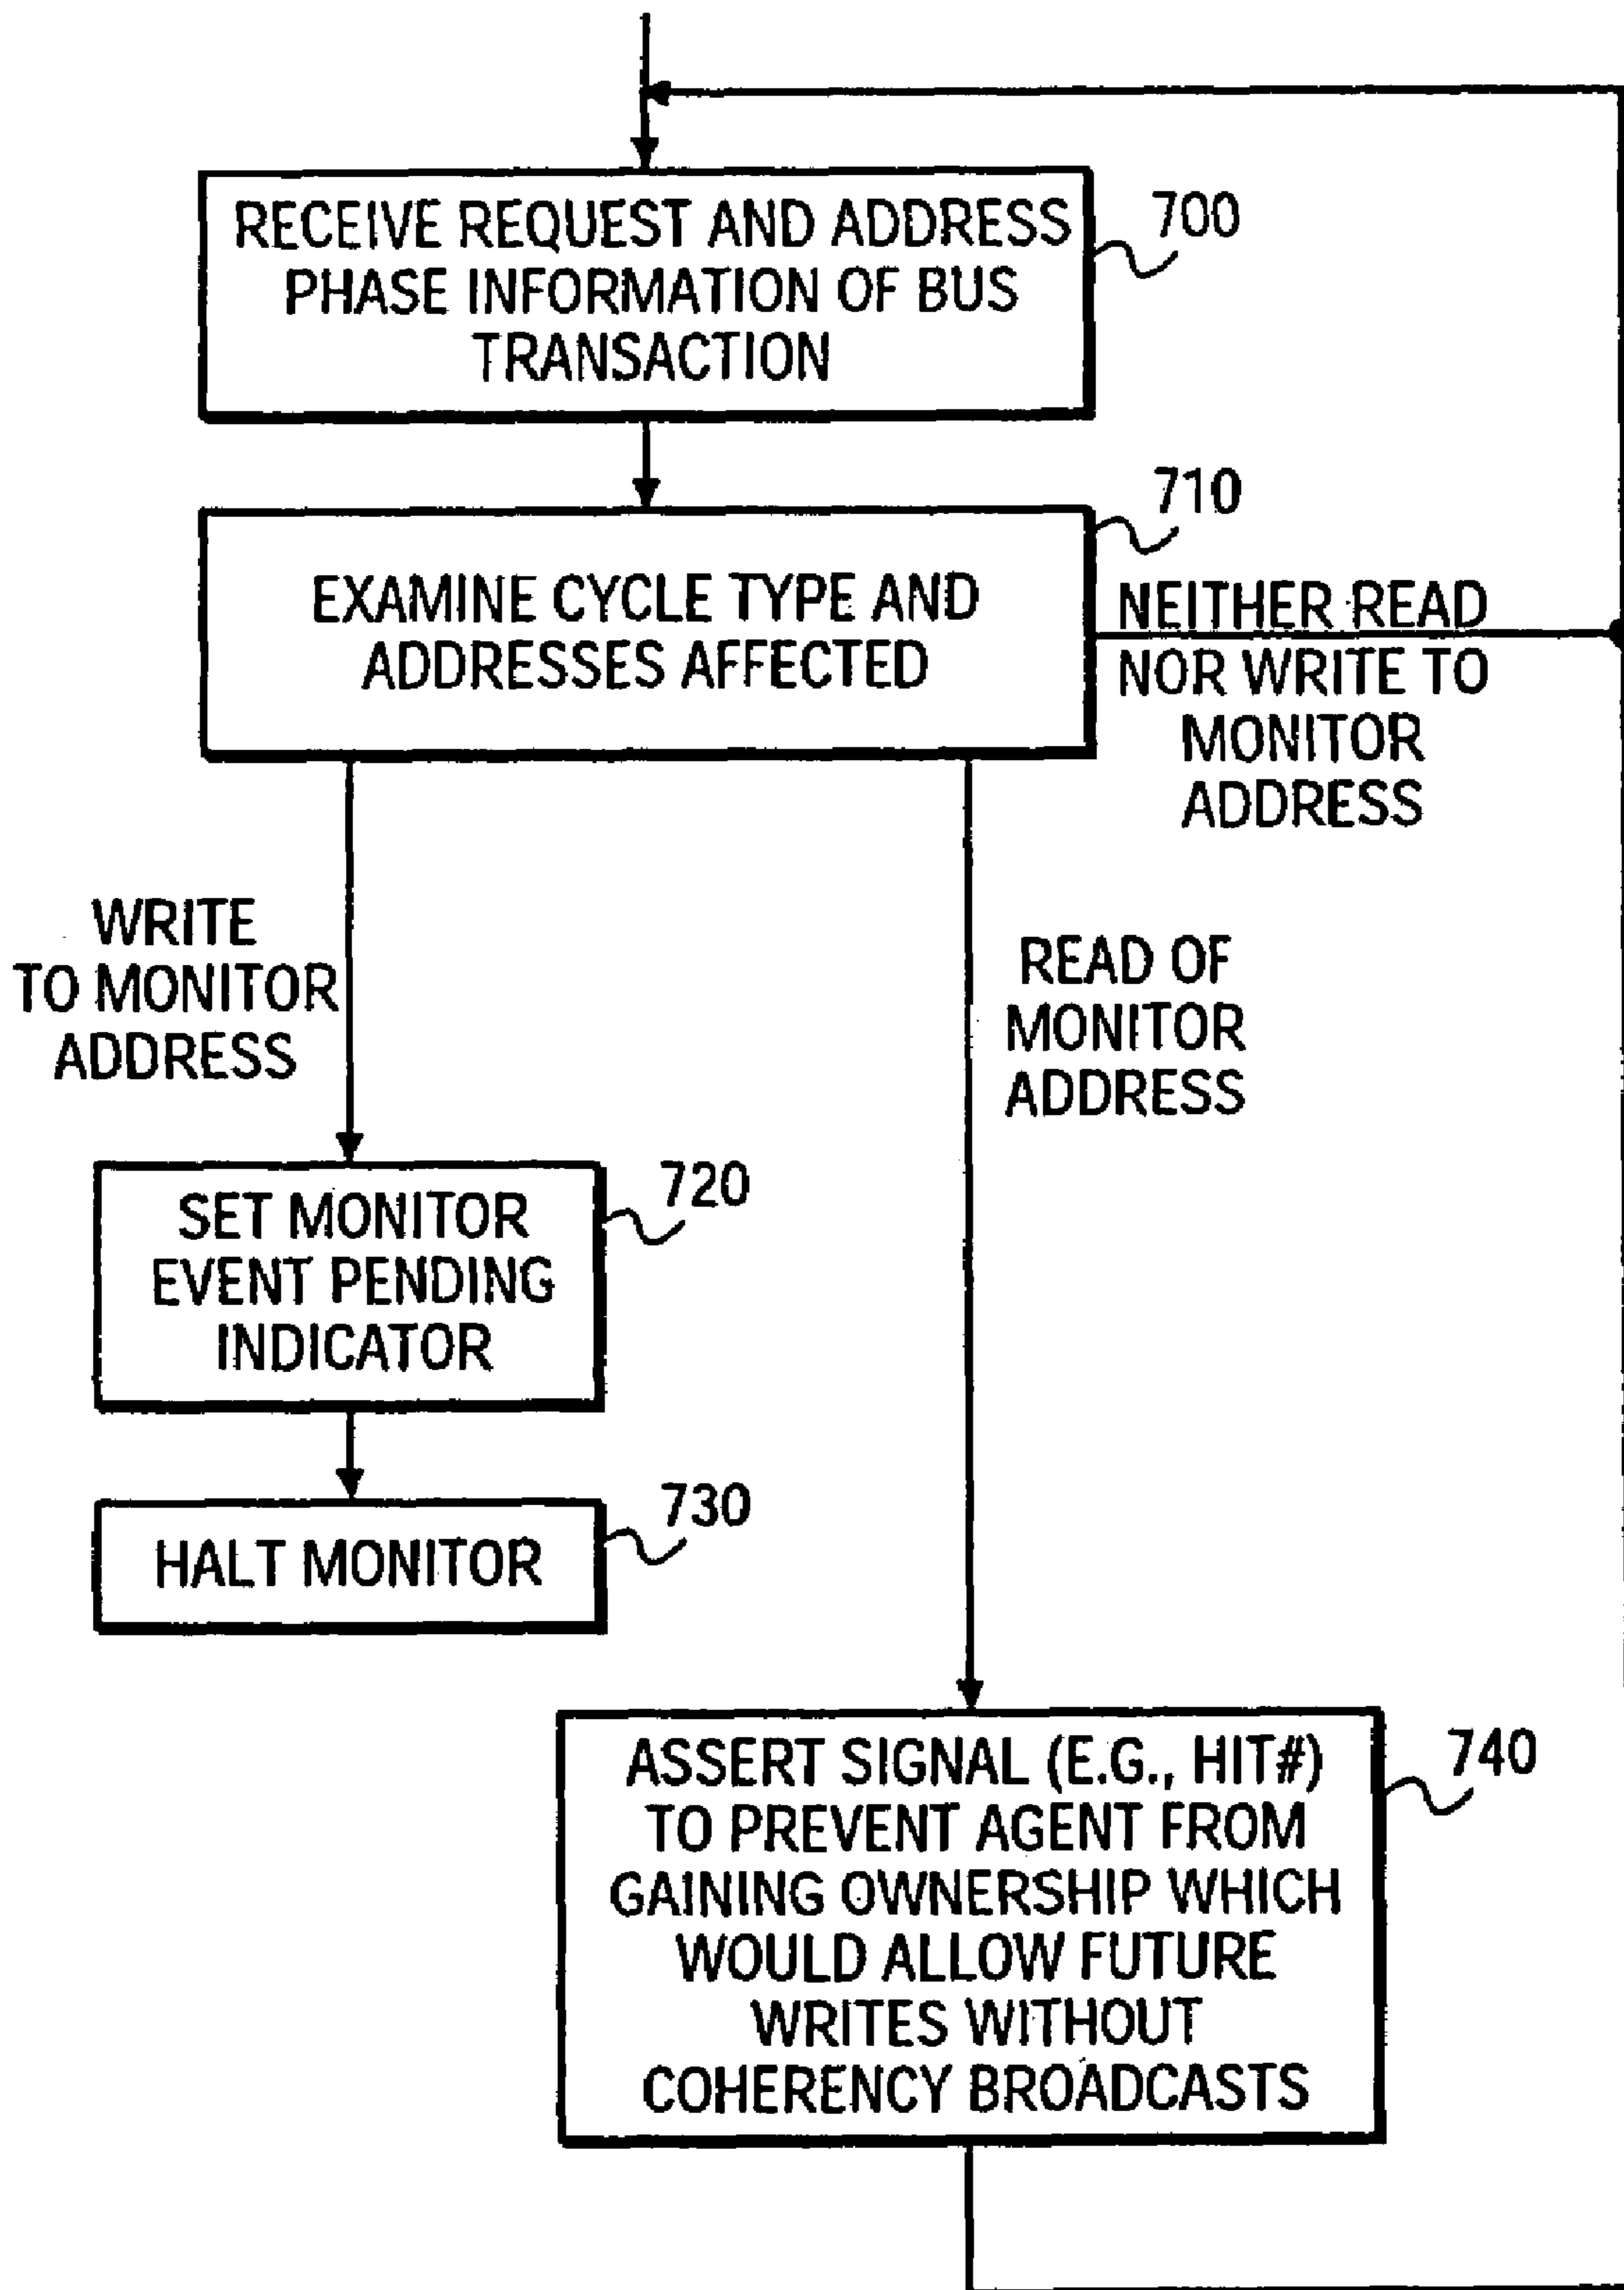 RECEIVE REQUEST AND ADDRESS
PHASE INFORMATION OF BUS
TRANSACTION
700
710
EXAMINE CYCLE TYPE AND
ADDRESSES AFFECTED
NEITHER READ
NOR WRITE TO
MONITOR
ADDRESS
WRITE
TO MONITOR
ADDRESS
READ OF
MONITOR
ADDRESS
SET MONITOR
EVENT PENDING
INDICATOR
720
HALT MONITOR
730
ASSERT SIGNAL (E.G., HIT#)
TO PREVENT AGENT FROM
GAINING OWNERSHIP WHICH
WOULD ALLOW FUTURE
WRITES WITHOUT
COHERENCY BROADCASTS
740